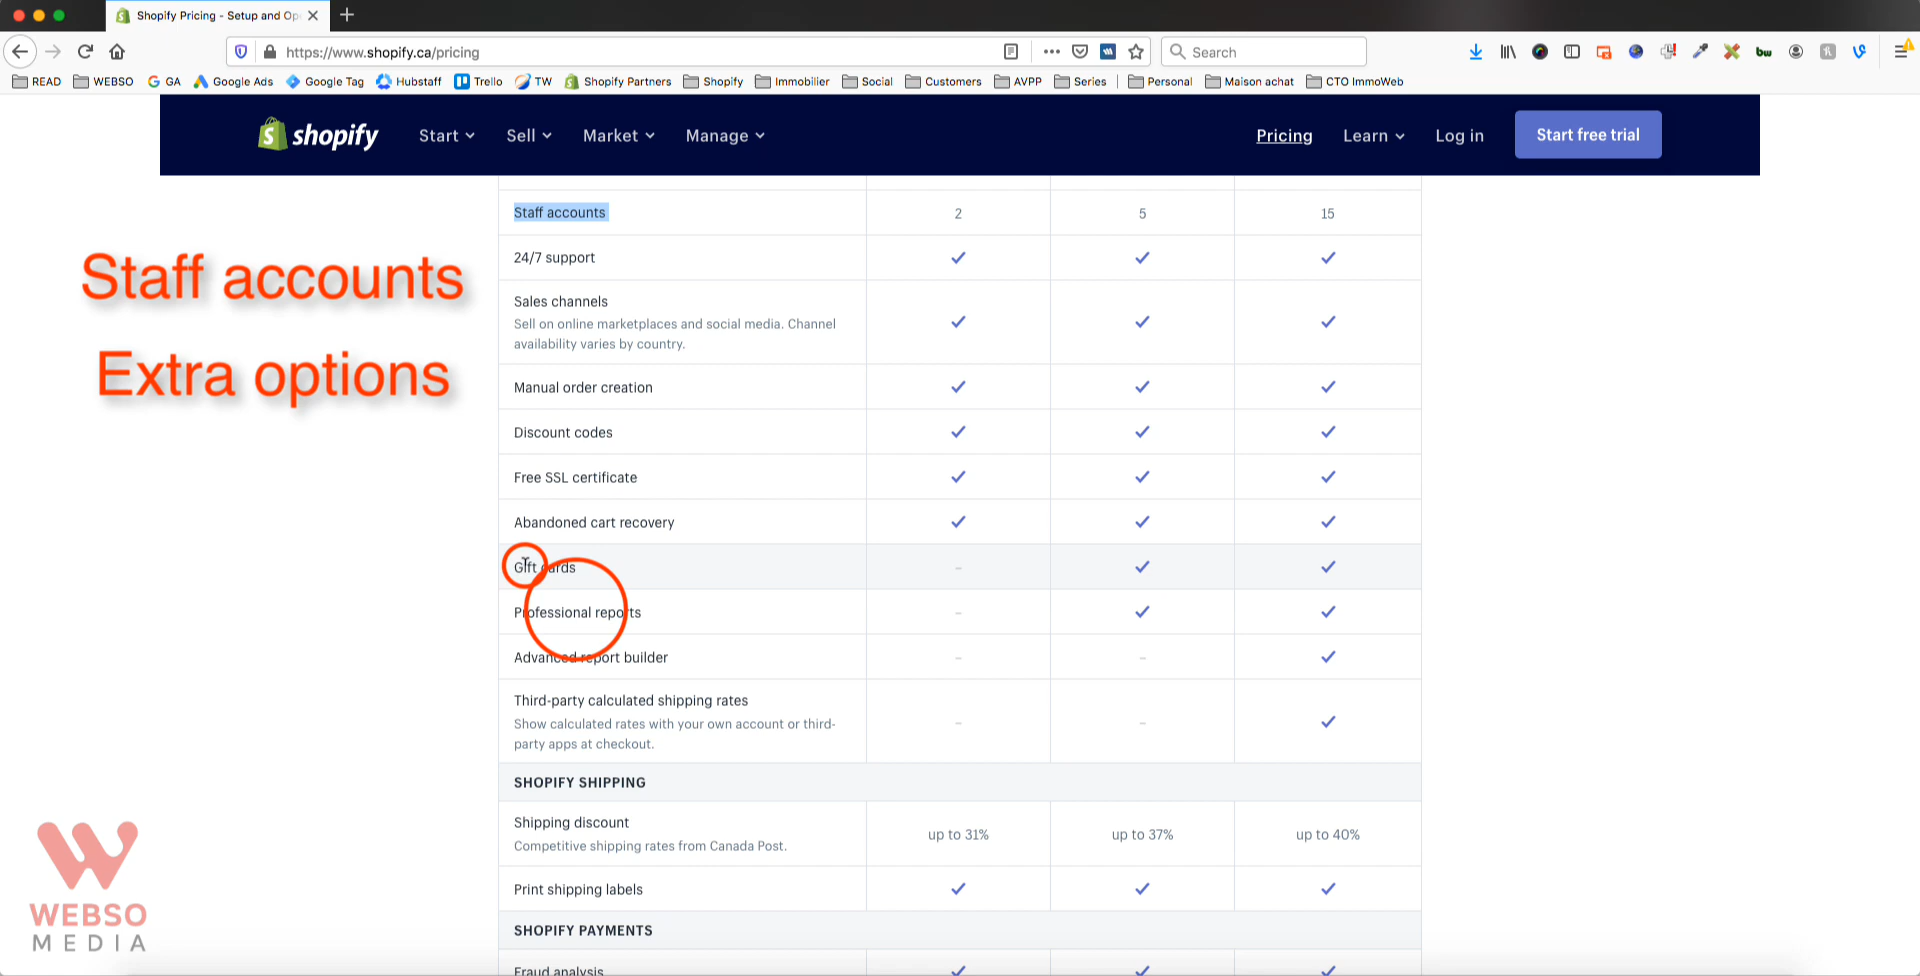 Shopify Pricing - Setup and Op
https://www.shopify.ca/pricing
Search
READ WEBSO GA Google Ads Google Tag Hubstaff Trello TW Shopify Partners Shopify Immobilier Social Customers AVPP Series Personal Maison achat CTO ImmoWeb
shopify Start Sell Market Manage Pricing Learn Log in Start free trial
Staff accounts 2 5 15
Staff accounts
Extra options
24/7 support
Sales channels
Sell on online marketplaces and social media. Channel
availability varies by country.
Manual order creation
Discount codes
Free SSL certificate
Abandoned cart recovery
Gift cards -
Professional reports -
Advanced report builder - -
Third-party calculated shipping rates
Show calculated rates with your own account or third-
party apps at checkout.
- -
SHOPIFY SHIPPING
Shipping discount
Competitive shipping rates from Canada Post.
up to 31% up to 37% up to 40%
Print shipping labels
SHOPIFY PAYMENTS
Fraud analysis
WEBSO
MEDIA